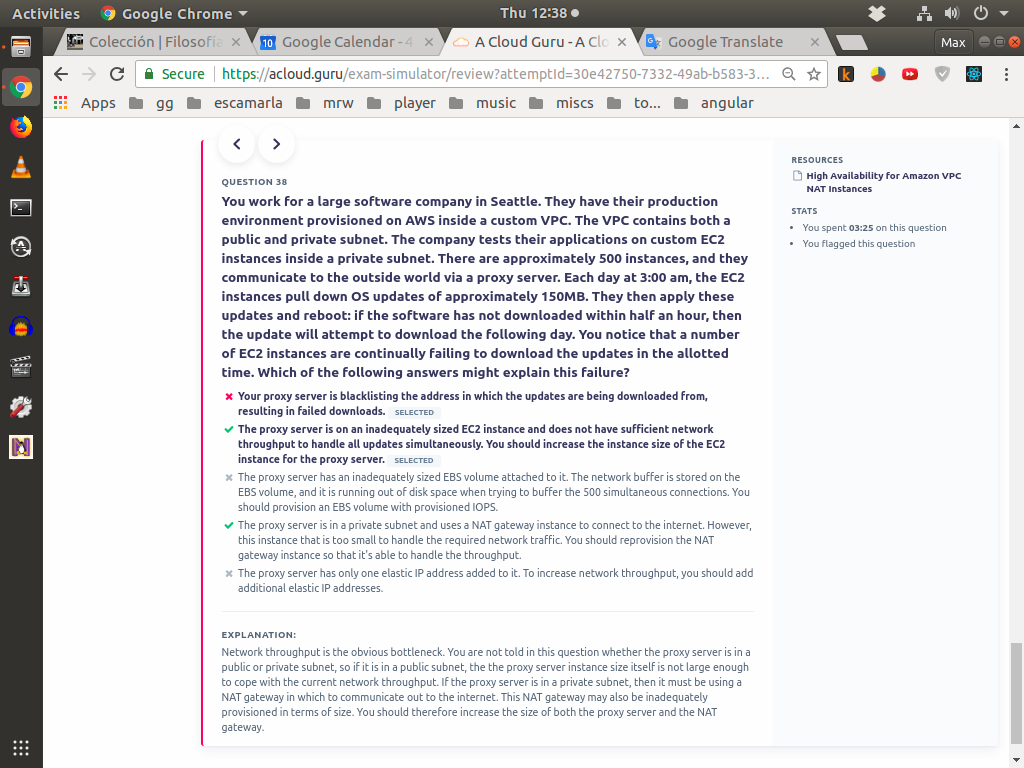 Activities
Google Chrome
Thu 12:38
Colección | Filosofía
Google Calendar - 4
A Cloud Guru - A Clo
Google Translate
Max
Secure
https://acloud.guru/exam-simulator/review?attemptId=30e42750-7332-49ab-b583-3...
Apps
gg
escamarla
mrw
player
music
miscs
to...
angular
QUESTION 38
You work for a large software company in Seattle. They have their production
environment provisioned on AWS inside a custom VPC. The VPC contains both a
public and private subnet. The company tests their applications on custom EC2
instances inside a private subnet. There are approximately 500 instances, and they
communicate to the outside world via a proxy server. Each day at 3:00 am, the EC2
instances pull down OS updates of approximately 150MB. They then apply these
updates and reboot: if the software has not downloaded within half an hour, then
the update will attempt to download the following day. You notice that a number
of EC2 instances are continually failing to download the updates in the allotted
time. Which of the following answers might explain this failure?
Your proxy server is blacklisting the address in which the updates are being downloaded from,
resulting in failed downloads. SELECTED
The proxy server is on an inadequately sized EC2 instance and does not have sufficient network
throughput to handle all updates simultaneously. You should increase the instance size of the EC2
instance for the proxy server. SELECTED
The proxy server has an inadequately sized EBS volume attached to it. The network buffer is stored on the
EBS volume, and it is running out of disk space when trying to buffer the 500 simultaneous connections. You
should provision an EBS volume with provisioned IOPS.
The proxy server is in a private subnet and uses a NAT gateway instance to connect to the internet. However,
this instance that is too small to handle the required network traffic. You should reprovision the NAT
gateway instance so that it's able to handle the throughput.
The proxy server has only one elastic IP address added to it. To increase network throughput, you should add
additional elastic IP addresses.
EXPLANATION:
Network throughput is the obvious bottleneck. You are not told in this question whether the proxy server is in a
public or private subnet, so if it is in a public subnet, the the proxy server instance size itself is not large enough
to cope with the current network throughput. If the proxy server is in a private subnet, then it must be using a
NAT gateway in which to communicate out to the internet. This NAT gateway may also be inadequately
provisioned in terms of size. You should therefore increase the size of both the proxy server and the NAT
gateway.
RESOURCES
High Availability for Amazon VPC
NAT Instances
STATS
You spent 03:25 on this question
You flagged this question